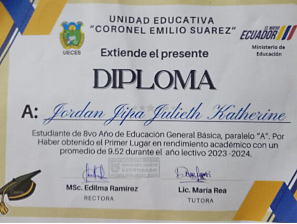 UNIDAD EDUCATIVA
"CORONEL EMILIO SUAREZ"
UECES
EL NUEVO
ECUADOR
Ministerio de
Educación
Extiende el presente
DIPLOMA
A: Jordan Jipa Julieth Katherine
Estudiante de 8vo Año de Educación General Básica, paralelo "A". Por
Haber obtenido el Primer Lugar en rendimiento académico con un
promedio de 9.52 durante el año lectivo 2023 -2024.
MSc. Edilma Ramírez
RECTORA
Lic. María Rea
TUTORA